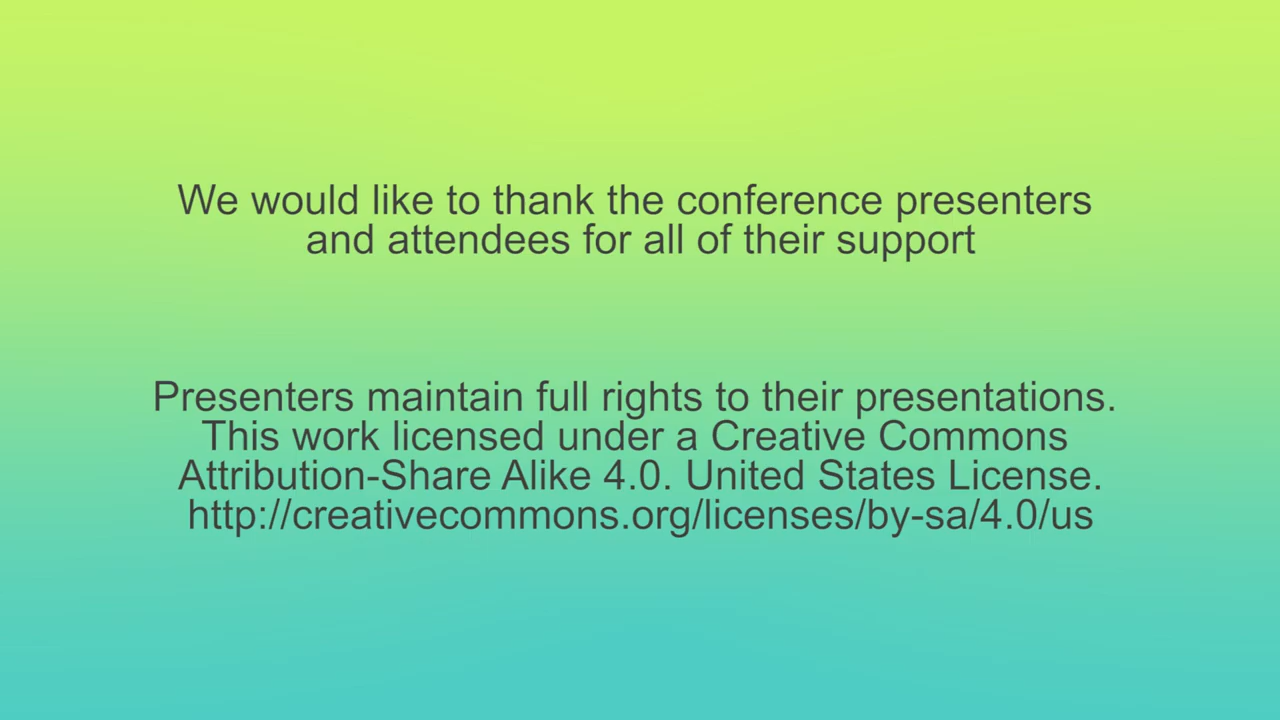 We would like to thank the conference presenters
and attendees for all of their support
Presenters maintain full rights to their presentations.
This work licensed under a Creative Commons
Attribution-Share Alike 4.0. United States License.
http://creativecommons.org/licenses/by-sa/4.0/us